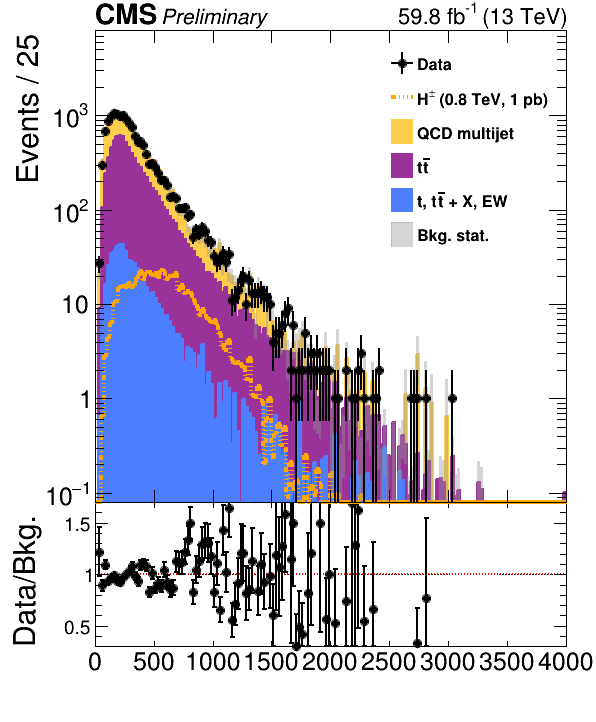 CMS Preliminary 59.8 fb⁻¹ (13 TeV)
Events / 25
10³
10²
10
1
10⁻¹
Data
H± (0.8 TeV, 1 pb)
QCD multijet
tt̄
t, tt̄ + X, EW
Bkg. stat.
Data/Bkg.
1.5
1
0.5
0 500 1000 1500 2000 2500 3000 3500 4000